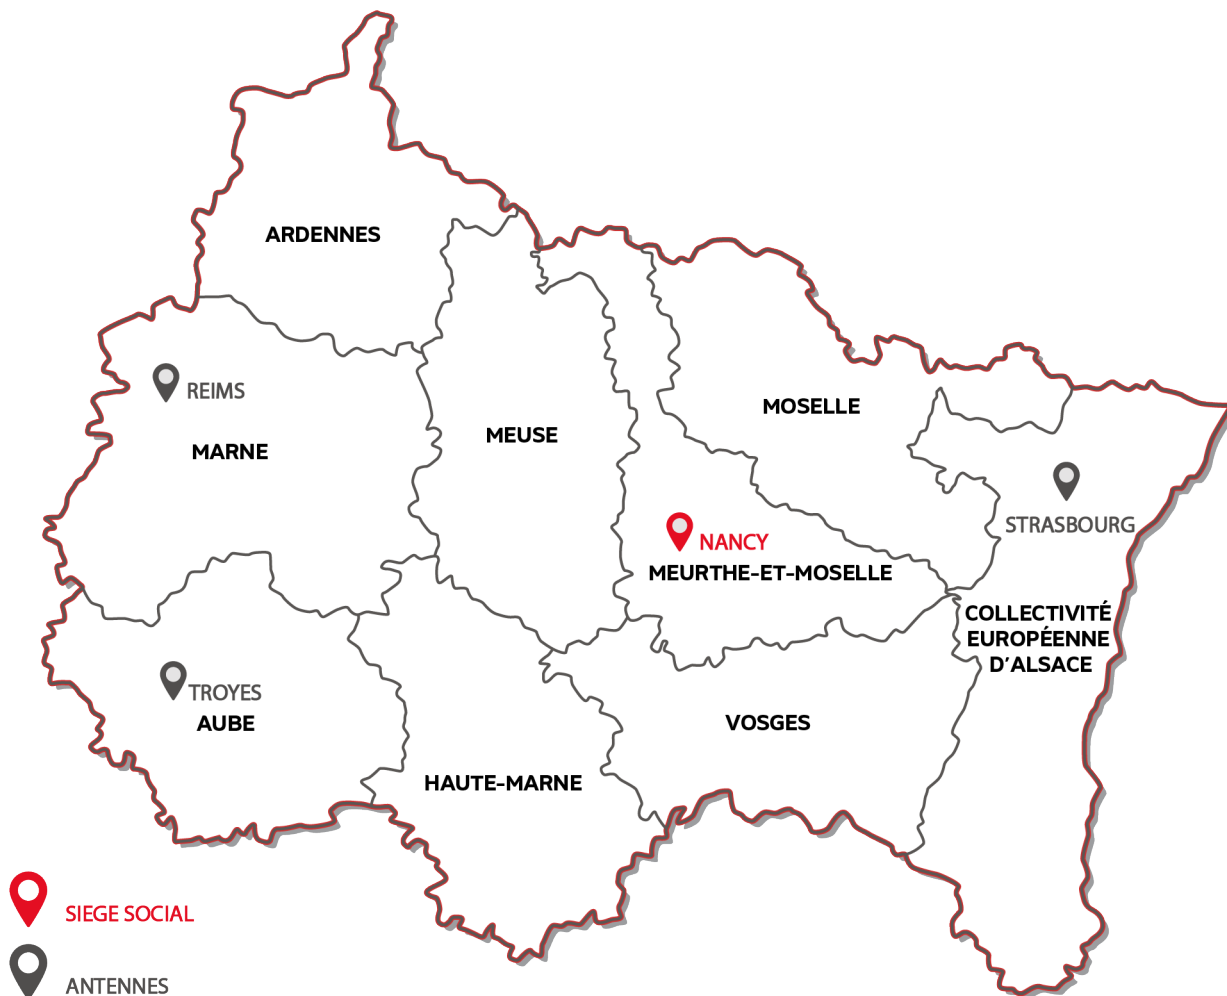 ARDENNES
REIMS
MARNE
MEUSE
MOSELLE
STRASBOURG
NANCY
MEURTHE-ET-MOSELLE
COLLECTIVITÉ
EUROPÉENNE
D'ALSACE
TROYES
AUBE
VOSGES
HAUTE-MARNE
SIEGE SOCIAL
ANTENNES